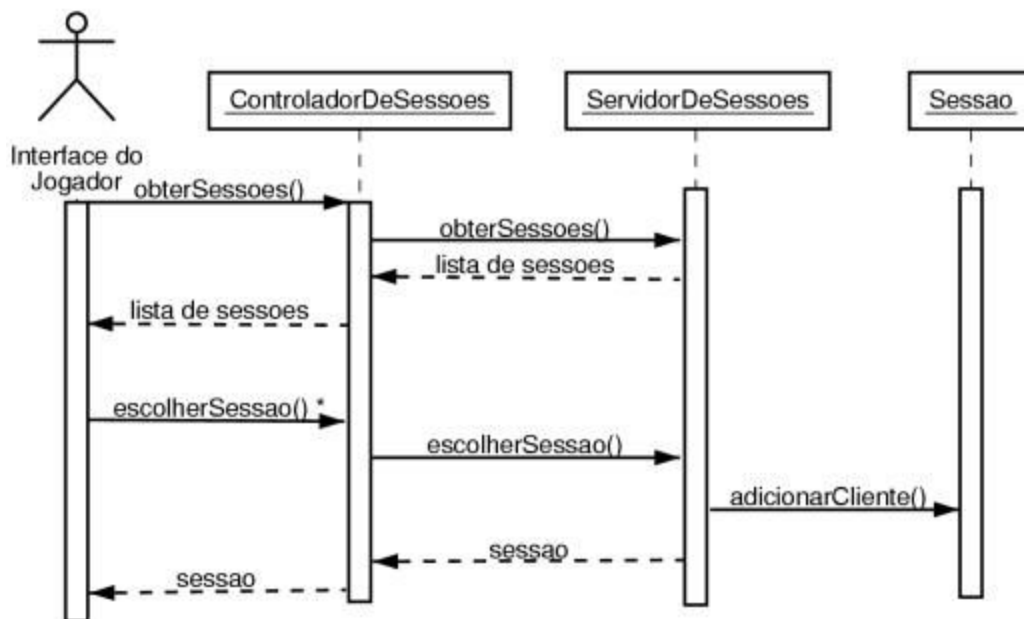 ControladorDeSessoes
ServidorDeSessoes
Sessao
Interface do
Jogador
obterSessoes()
obterSessoes()
lista de sessoes
lista de sessoes
escolherSessao() *
escolherSessao()
adicionarCliente()
sessao
sessao